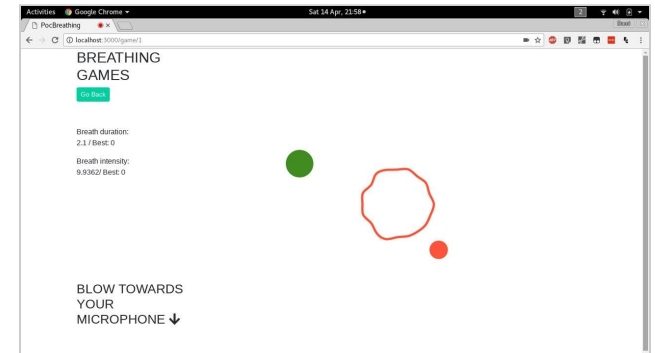 Activities Google Chrome Sat 14 Apr, 21:58 2
PocBreathing
localhost:3000/game/1
BREATHING
GAMES
Go Back
Breath duration:
2.1 / Best: 0
Breath intensity:
9.9362/ Best: 0
BLOW TOWARDS
YOUR
MICROPHONE